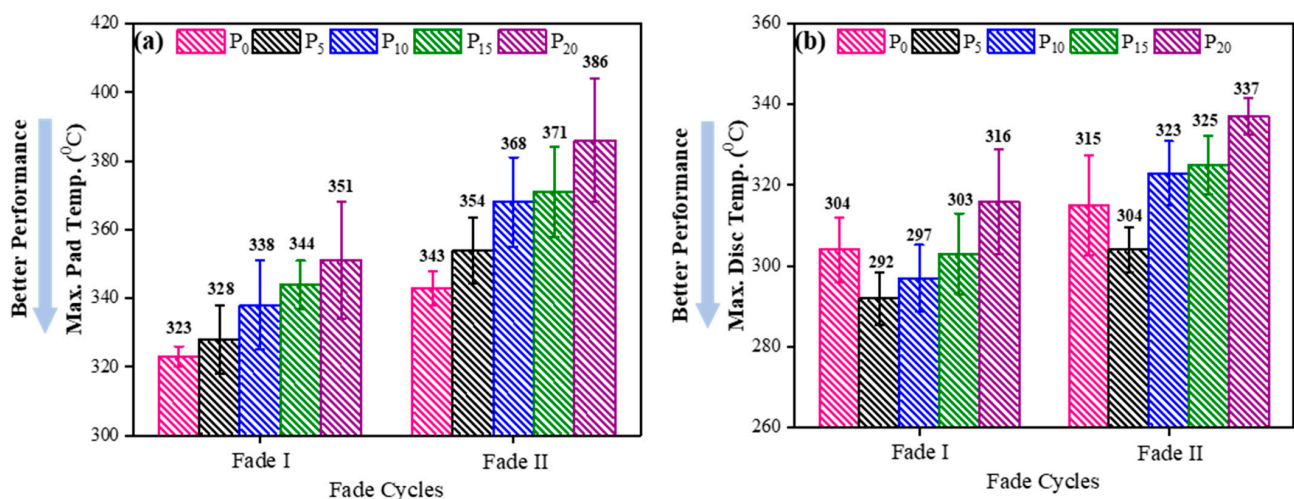 (a) P0 P5 P10 P15 P20
420
400
380
360
340
320
300
Better Performance
Max. Pad Temp. (⁰C)
323
328
338
344
351
343
354
368
371
386
Fade I
Fade II
Fade Cycles
(b) P0 P5 P10 P15 P20
360
340
320
300
280
260
Better Performance
Max. Disc Temp. (⁰C)
304
292
297
303
316
315
304
323
325
337
Fade I
Fade II
Fade Cycles